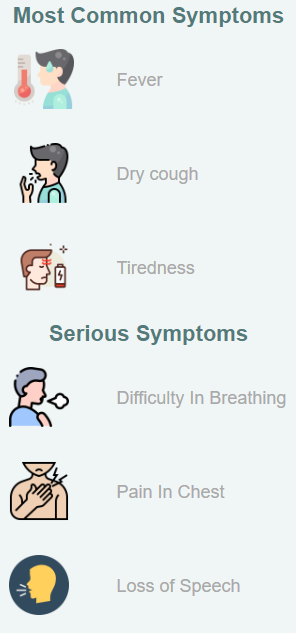 Most Common Symptoms
Fever
Dry cough
Tiredness
Serious Symptoms
Difficulty In Breathing
Pain In Chest
Loss of Speech